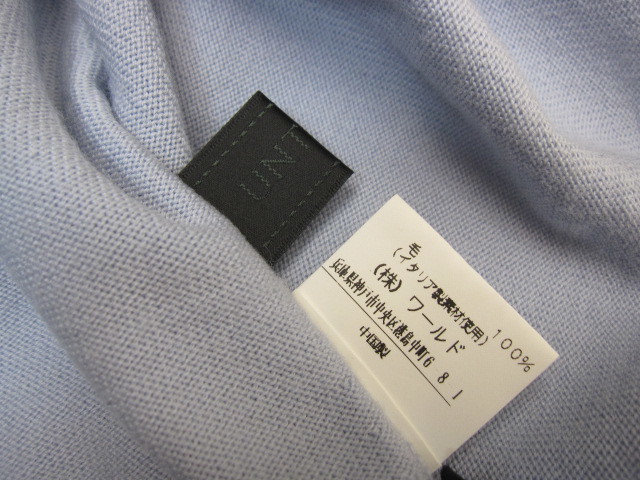 毛 100%
(イタリア製素材使用)
(株) ワールド
兵庫県神戸市中央区港島中町6 8 1
中国製